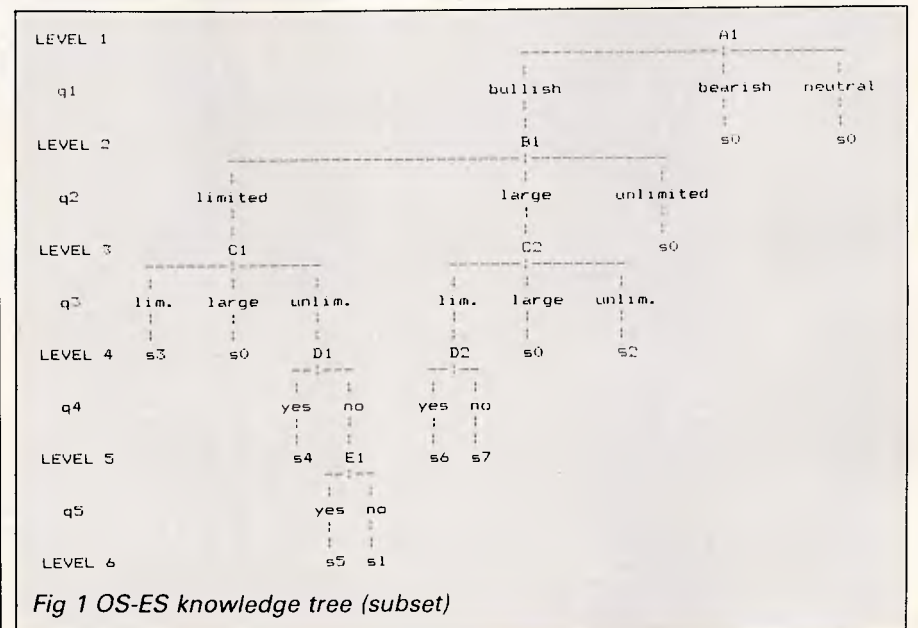 LEVEL 1 A1
q1 bullish bearish neutral
LEVEL 2 B1 s0 s0
q2 limited large unlimited
LEVEL 3 C1 C2 s0
q3 lim. large unlim. lim. large unlim.
LEVEL 4 s3 s0 D1 D2 s0 s2
q4 yes no yes no
LEVEL 5 s4 E1 s6 s7
q5 yes no
LEVEL 6 s5 s1
Fig 1 OS-ES knowledge tree (subset)